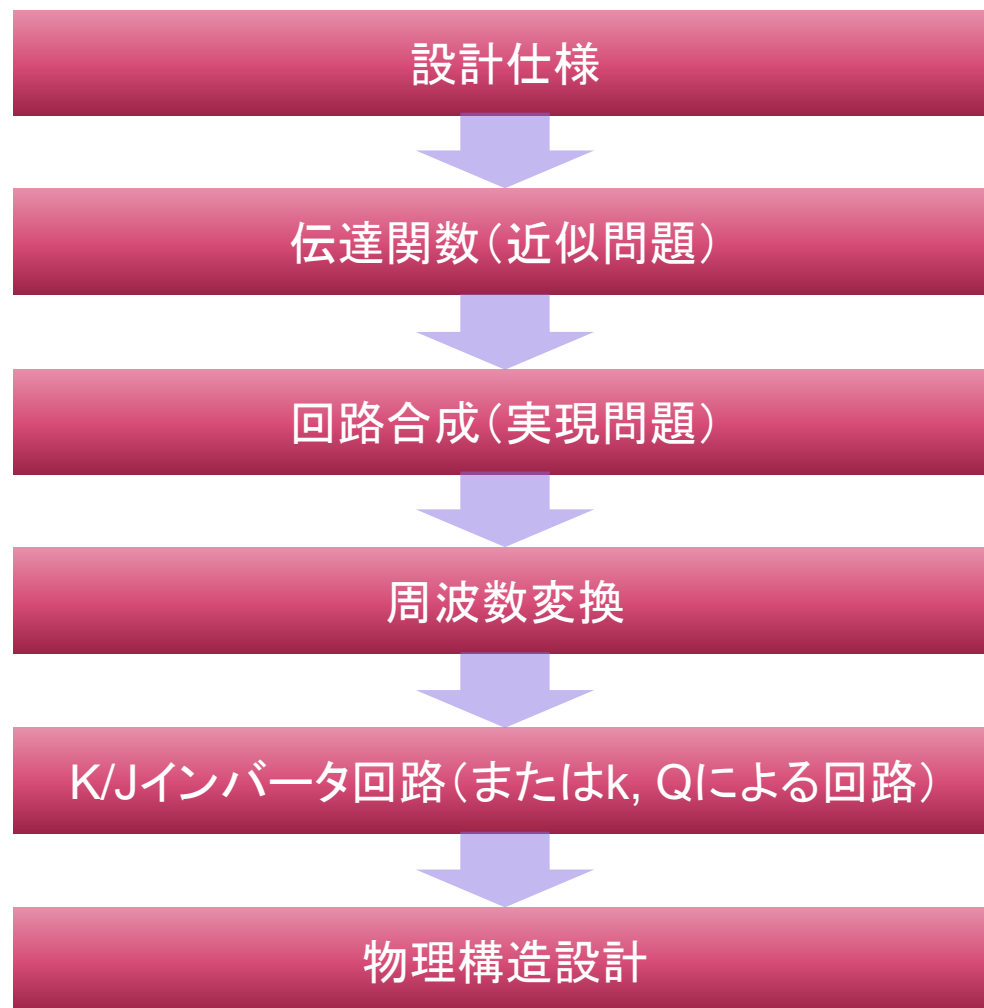 設計仕様
伝達関数（近似問題）
回路合成（実現問題）
周波数変換
K/Jインバータ回路（またはk, Qによる回路）
物理構造設計